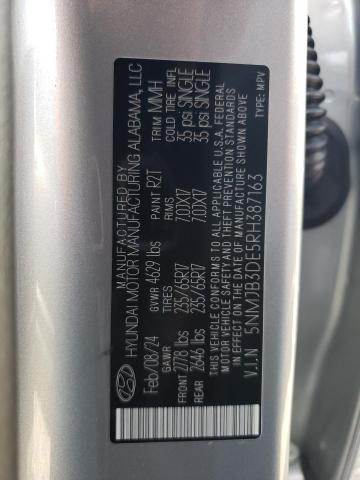 MANUFACTURED BY
HYUNDAI MOTOR MANUFACTURING ALABAMA, LLC
Feb/08/24 GVWR 4629 lbs PAINT R2T TRIM MMH
GAWR TIRES RIMS COLD TIRE INFL
FRONT 2778 lbs 235/65R17 7.0JX17 35 psi SINGLE
REAR 2646 lbs 235/65R17 7.0JX17 35 psi SINGLE
THIS VEHICLE CONFORMS TO ALL APPLICABLE U.S.A. FEDERAL
MOTOR VEHICLE SAFETY AND THEFT PREVENTION STANDARDS
IN EFFECT ON THE DATE OF MANUFACTURE SHOWN ABOVE.
V.I.N 5NMJB3DE5RH387163 TYPE: MPV